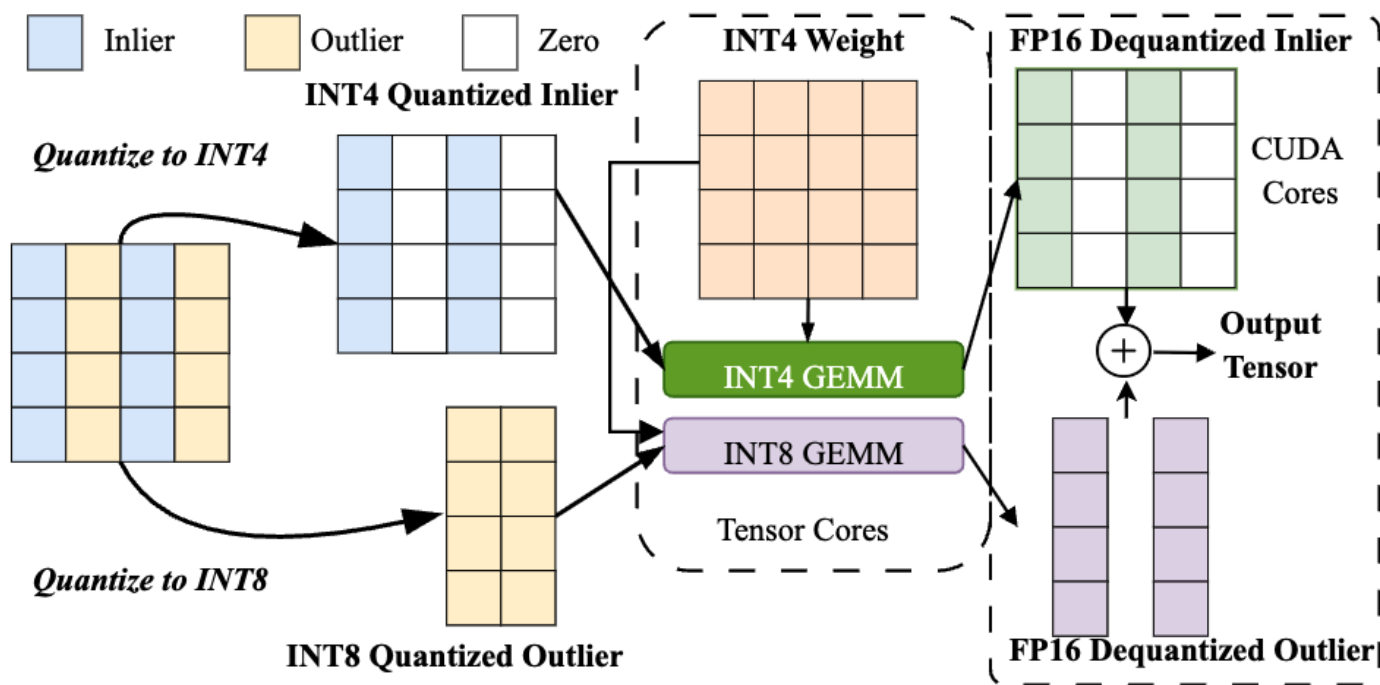 Inlier
Outlier
Zero
INT4 Quantized Inlier
Quantize to INT4
Quantize to INT8
INT8 Quantized Outlier
INT4 Weight
INT4 GEMM
INT8 GEMM
Tensor Cores
FP16 Dequantized Inlier
CUDA
Cores
+
Output
Tensor
FP16 Dequantized Outlier